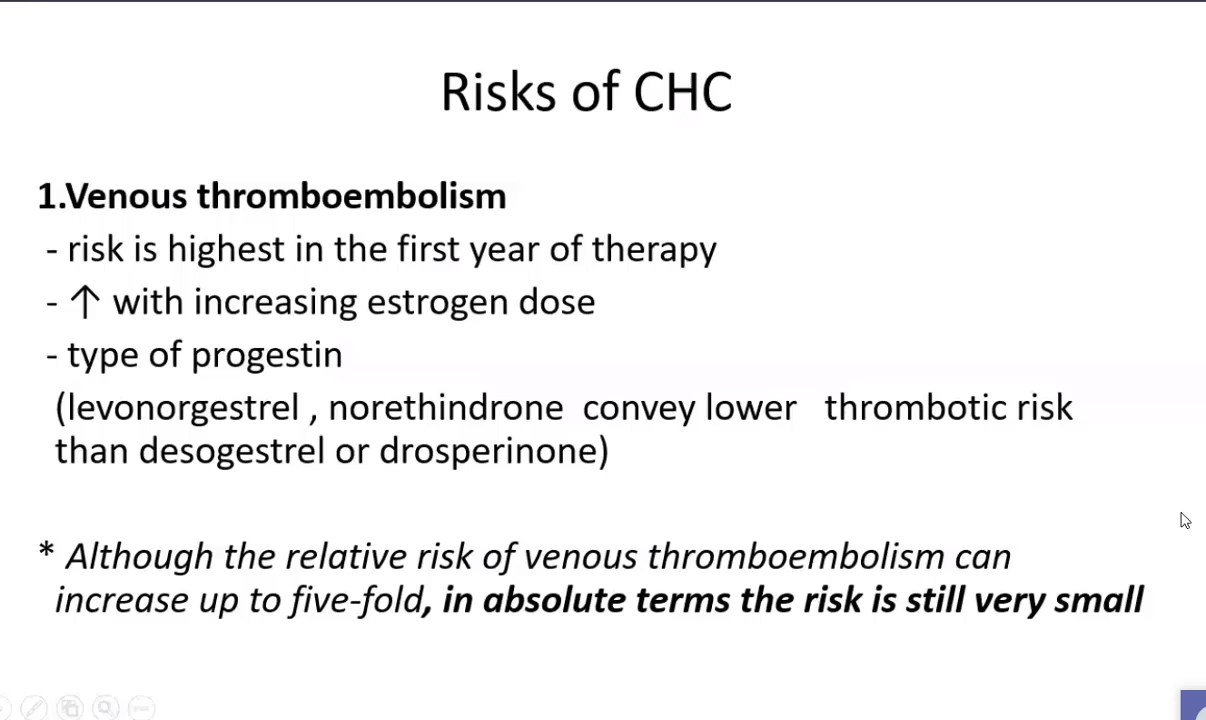 Risks of CHC
1.Venous thromboembolism
- risk is highest in the first year of therapy
- ↑ with increasing estrogen dose
- type of progestin
(levonorgestrel , norethindrone convey lower thrombotic risk
than desogestrel or drosperinone)
* Although the relative risk of venous thromboembolism can
increase up to five-fold, in absolute terms the risk is still very small